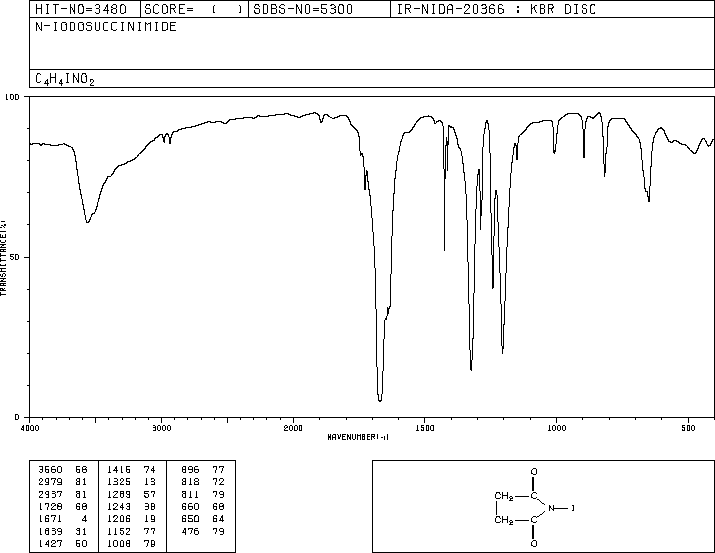 HIT-NO=3480 SCORE= ( ) SDBS-NO=5300 IR-NIDA-20366 : KBR DISC
N-IODOSUCCINIMIDE
C4H4INO2
100
50
0
TRANSMITTANCE(%)
4000 3000 2000 1500 1000 500
WAVENUMBER(-1)
3560 1416 74 896 77
2979 81 1325 13 818 72
2937 81 1289 57 811 79
1728 68 1243 38 660 68
1671 4 1206 19 650 64
1639 31 1152 77 476 79
1427 50 1008 79
O
CH2 C
N I
CH2 C
O